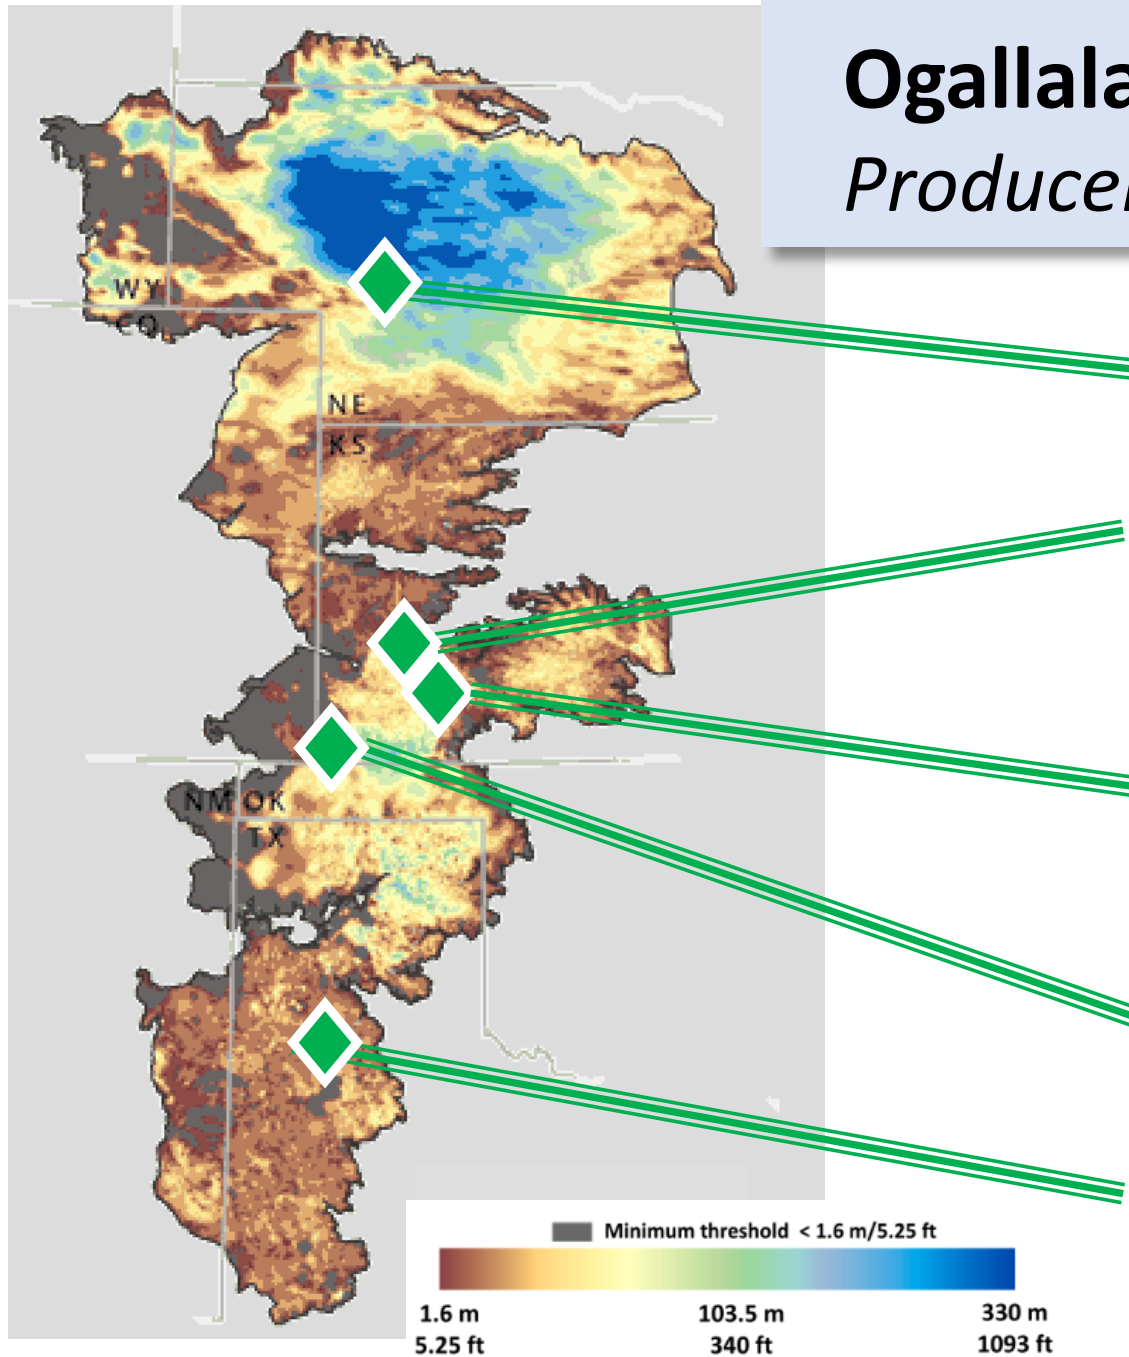 Ogallala
Producer
WY
CO
NE
KS
NM OK
TX
Minimum threshold < 1.6 m/5.25 ft
1.6 m 103.5 m 330 m
5.25 ft 340 ft 1093 ft